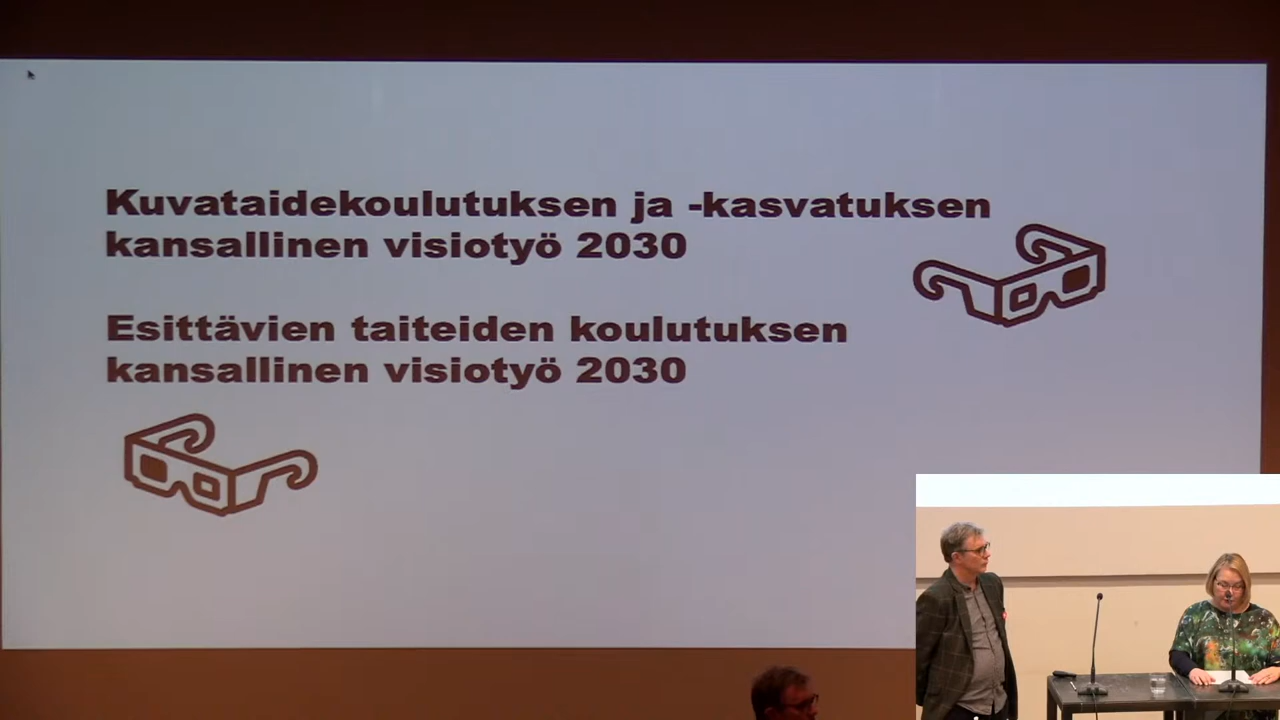 Kuvataidekoulutuksen ja -kasvatuksen
kansallinen visiotyö 2030
Esittävien taiteiden koulutuksen
kansallinen visiotyö 2030